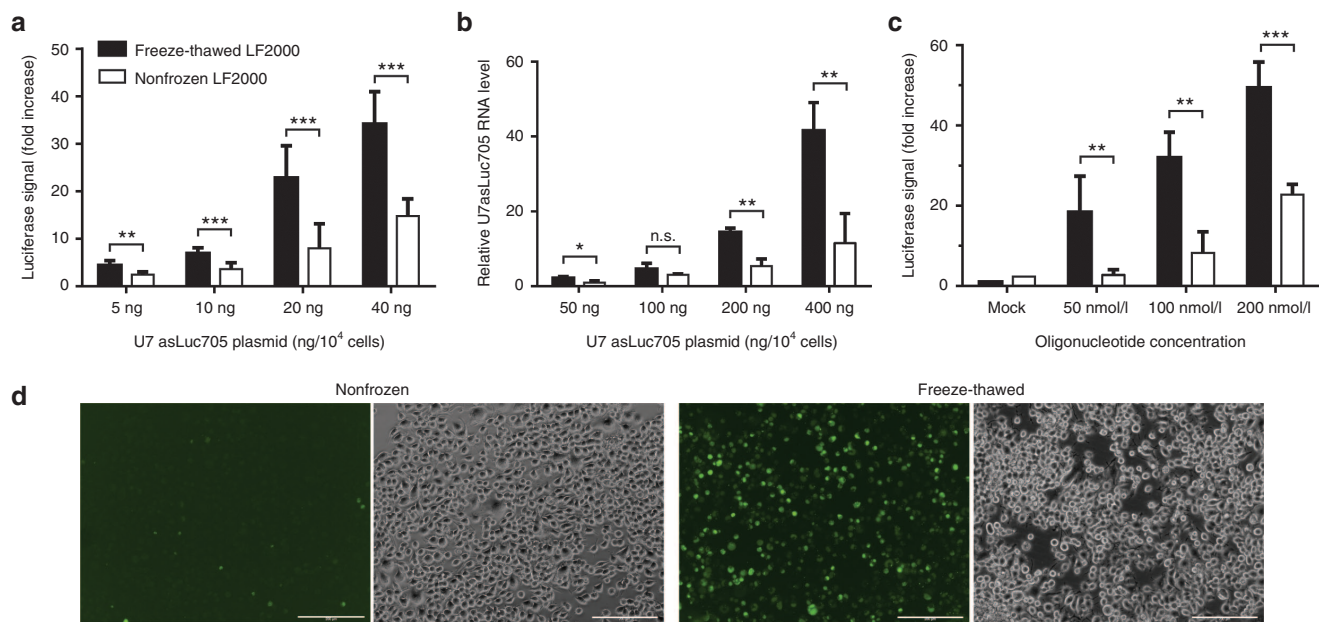 a
Luciferase signal (fold increase)
50
40
30
20
10
0
Freeze-thawed LF2000
Nonfrozen LF2000
**
***
***
***
5 ng
10 ng
20 ng
40 ng
U7 asLuc705 plasmid (ng/10⁴ cells)
b
Relative U7asLuc705 RNA level
60
40
20
0
*
n.s.
**
**
50 ng
100 ng
200 ng
400 ng
U7 asLuc705 plasmid (ng/10⁴ cells)
c
Luciferase signal (fold increase)
60
40
20
0
**
**
***
Mock
50 nmol/l
100 nmol/l
200 nmol/l
Oligonucleotide concentration
d
Nonfrozen
Freeze-thawed